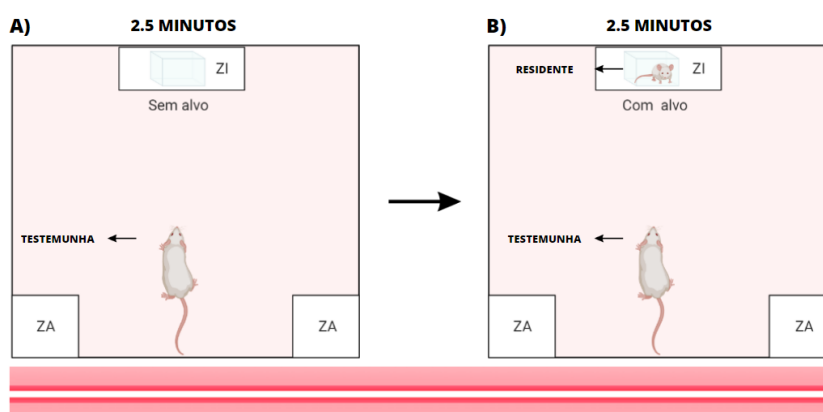 A)
2.5 MINUTOS
ZI
Sem alvo
TESTEMUNHA
ZA
ZA
B)
2.5 MINUTOS
RESIDENTE
ZI
Com alvo
TESTEMUNHA
ZA
ZA